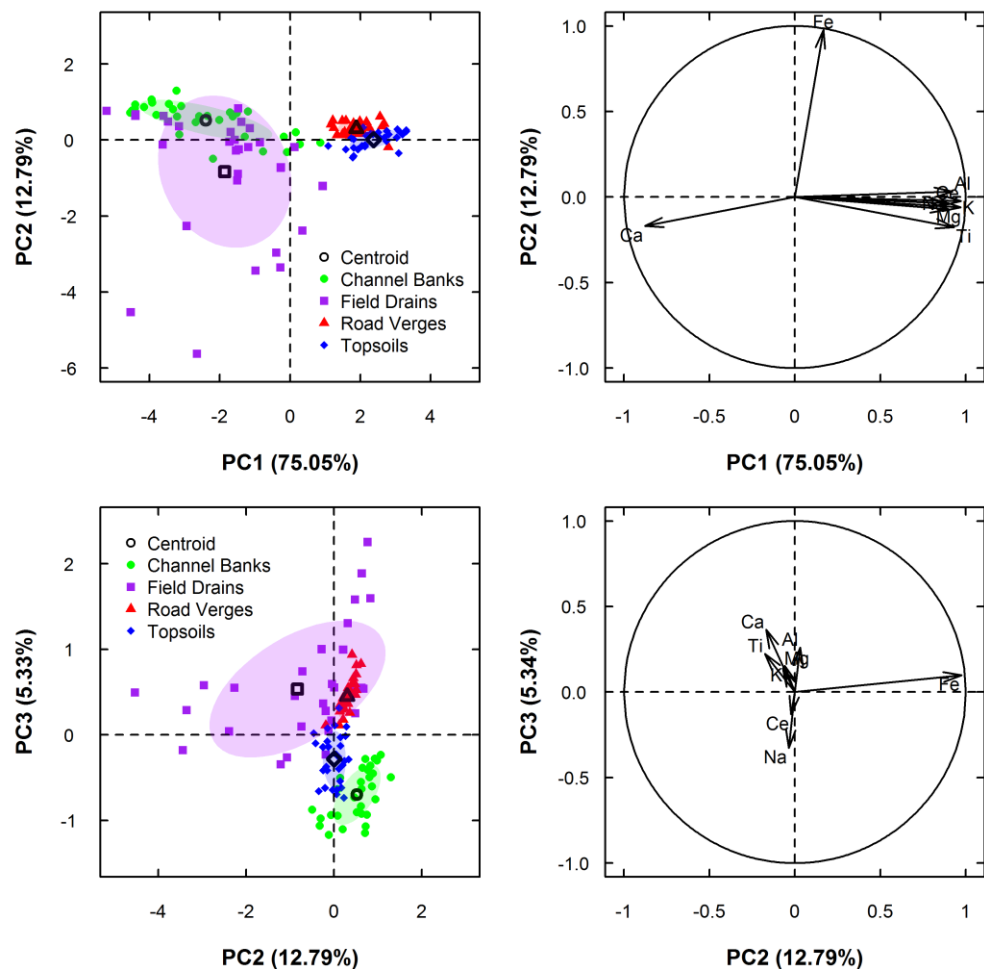 2
0
-2
-4
-6
PC2 (12.79%)
-4 -2 0 2 4
PC1 (75.05%)
Centroid
Channel Banks
Field Drains
Road Verges
Topsoils
1.0
0.5
0.0
-0.5
-1.0
PC2 (12.79%)
-1 -0.5 0 0.5 1
PC1 (75.05%)
Fe
Al
Ce
K
Mg
Ti
Ca
2
1
0
-1
PC3 (5.33%)
-4 -2 0 2
PC2 (12.79%)
Centroid
Channel Banks
Field Drains
Road Verges
Topsoils
1.0
0.5
0.0
-0.5
-1.0
PC3 (5.34%)
-1 -0.5 0 0.5 1
PC2 (12.79%)
Ca
Al
Ti
Mg
K
Fe
Ce
Na